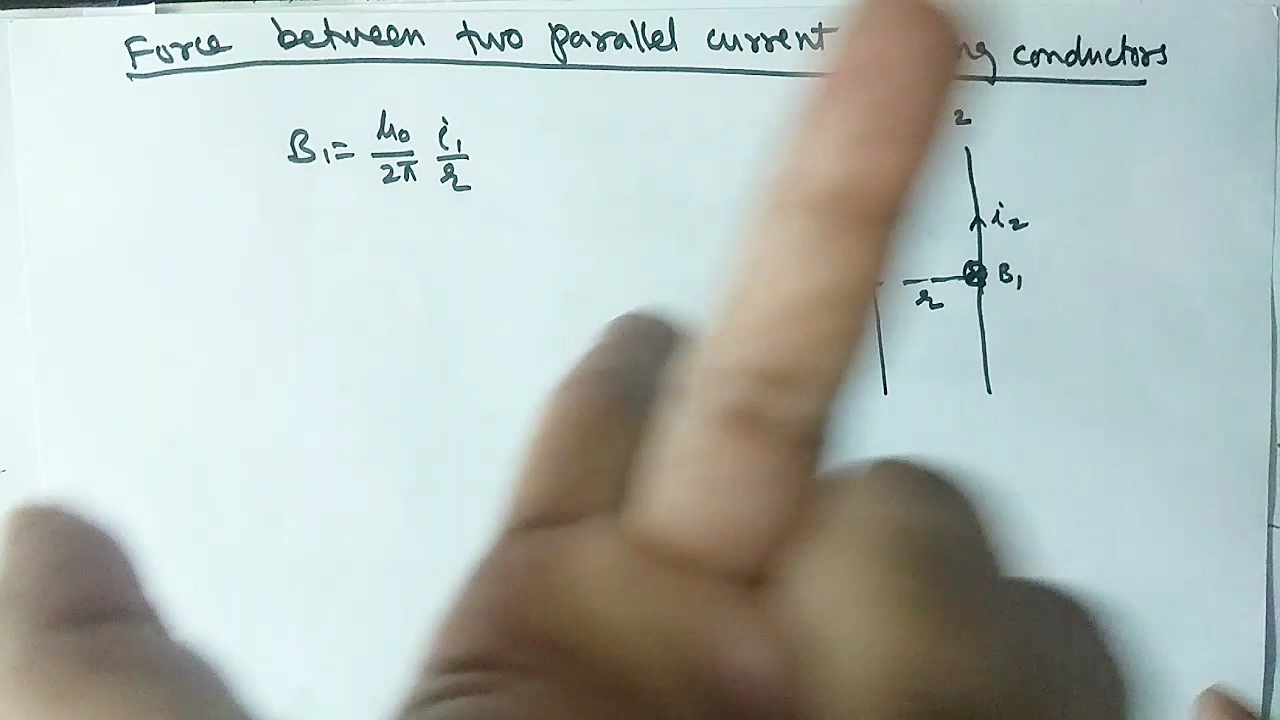 Force between two parallel current conductors
B₁ = μ₀/2π i₁/r
2
i₂
B₁
r